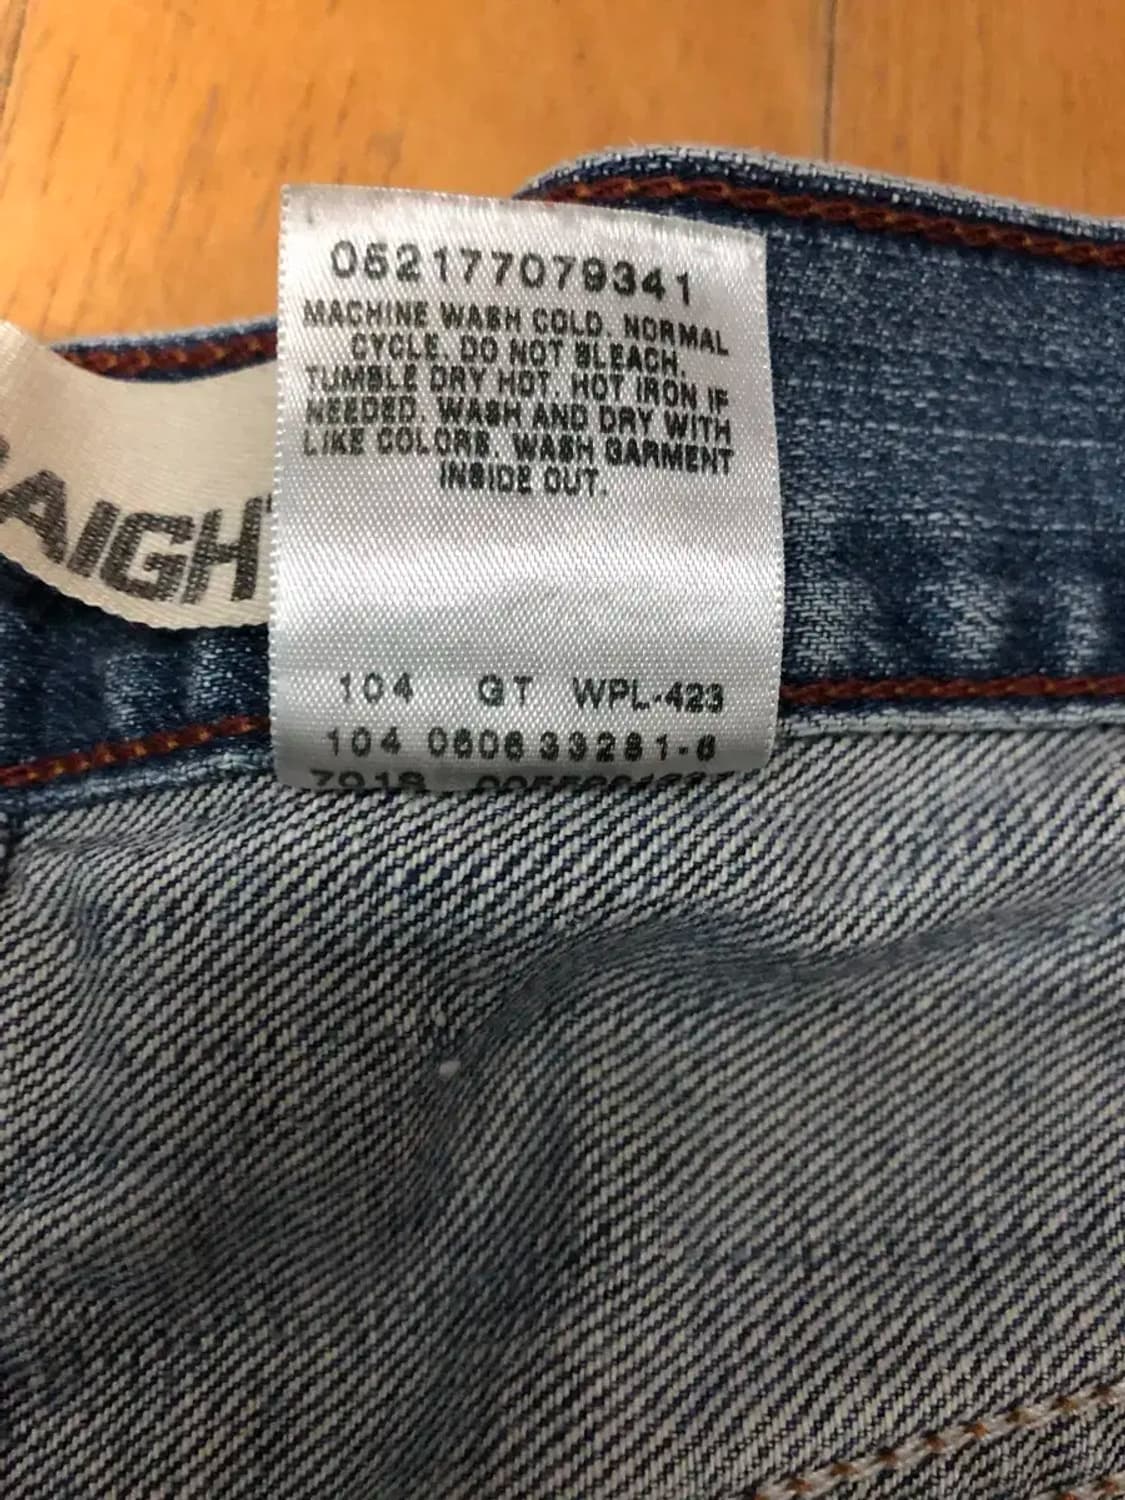 052177079341
MACHINE WASH COLD. NORMAL
CYCLE. DO NOT BLEACH.
TUMBLE DRY HOT. HOT IRON IF
NEEDED. WASH AND DRY WITH
LIKE COLORS. WASH GARMENT
INSIDE OUT.
AIGH
104 GT WPL-423
104 0606 33281-6